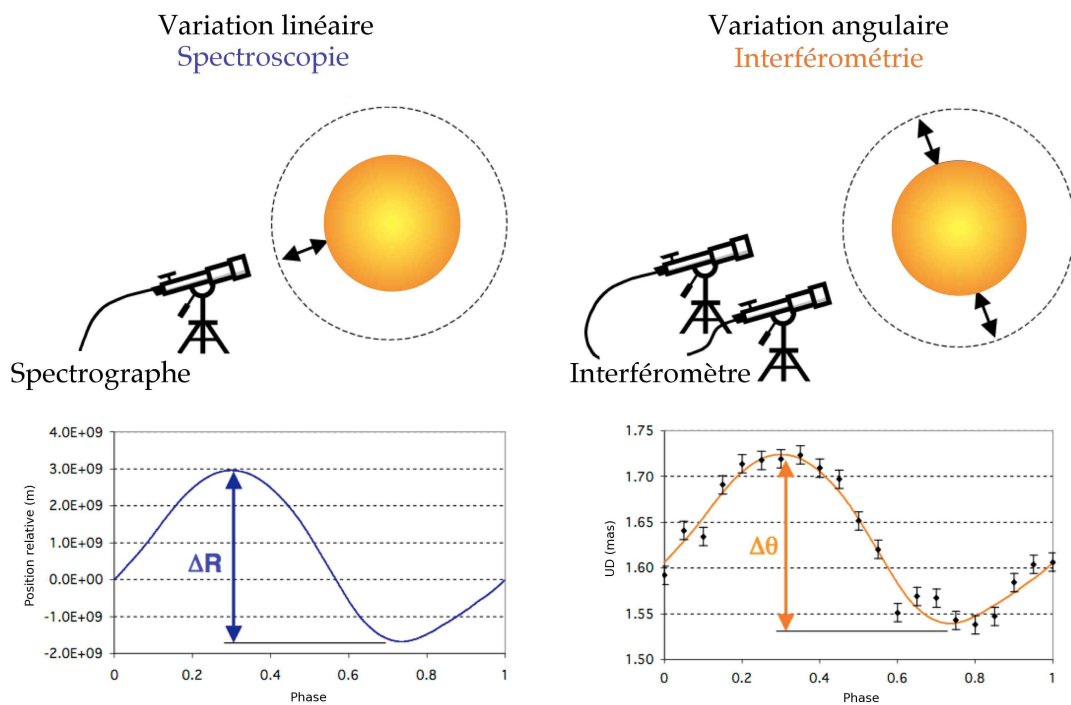 Variation linéaire
Spectroscopie
Spectrographe
4.0E+09
3.0E+09
2.0E+09
1.0E+09
0.0E+00
-1.0E+09
-2.0E+09
Position relative (m)
ΔR
0
0.2
0.4
0.6
0.8
1
Phase
Variation angulaire
Interférométrie
Interféromètre
1.75
1.70
1.65
1.60
1.55
1.50
UD (mas)
Δθ
0
0.2
0.4
0.6
0.8
1
Phase